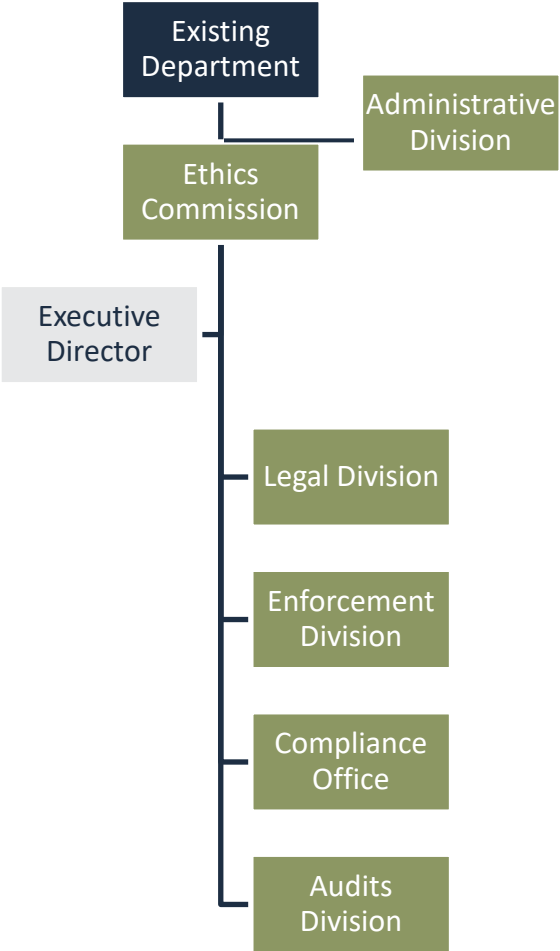 Existing
Department
Administrative
Division
Ethics
Commission
Executive
Director
Legal Division
Enforcement
Division
Compliance
Office
Audits
Division